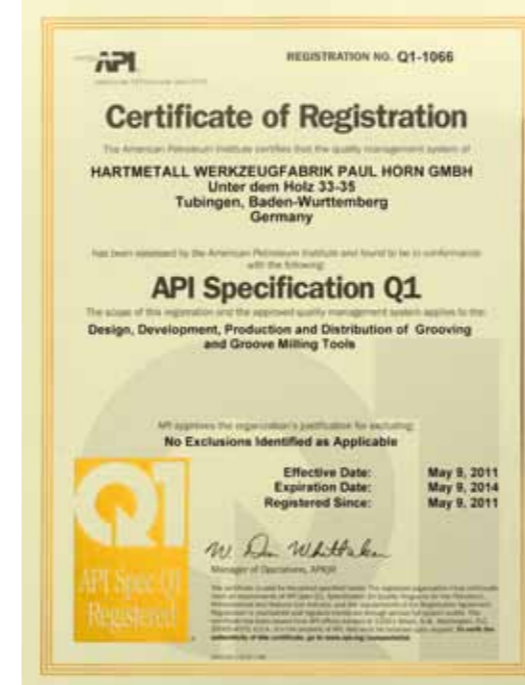 API
REGISTRATION NO. Q1-1066
Certificate of Registration
The American Petroleum Institute certifies that the quality management system of
HARTMETALL WERKZEUGFABRIK PAUL HORN GMBH
Unter dem Holz 33-35
Tubingen, Baden-Wurttemberg
Germany
has been assessed by the American Petroleum Institute and found to be in conformance
with the following:
API Specification Q1
The scope of this registration and the approved quality management system applies to the:
Design, Development, Production and Distribution of Grooving
and Groove Milling Tools
API approves the organization's justification for excluding:
No Exclusions Identified as Applicable
Effective Date: May 9, 2011
Expiration Date: May 9, 2014
Registered Since: May 9, 2011
Q1
API Spec Q1
Registered
W. Don Whittaker
Manager of Operations, APIQR